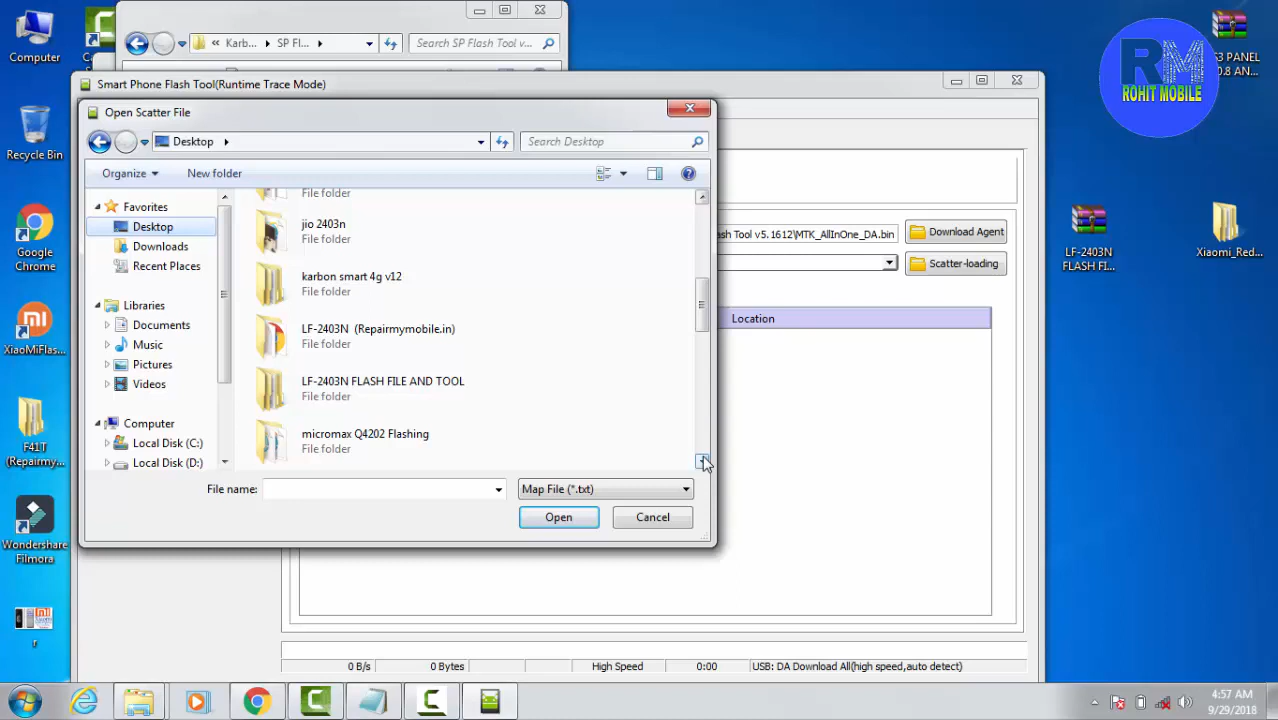 Computer
Karb...
SP Fl...
Search SP Flash Tool v...
S3 PANEL
0.8 AN...
RM
ROHIT MOBILE
Smart Phone Flash Tool(Runtime Trace Mode)
Open Scatter File
Desktop
Search Desktop
Recycle Bin
Organize
New folder
File folder
Favorites
Desktop
Downloads
Recent Places
jio 2403n
File folder
ash Tool v5.1612\MTK_AllInOne_DA.bin
Download Agent
Scatter-loading
LF-2403N
FLASH FI...
Xiaomi_Red...
Google
Chrome
karbon smart 4g v12
File folder
Libraries
Documents
Music
Pictures
Videos
Location
LF-2403N (Repairmymobile.in)
File folder
XiaoMiFlas...
LF-2403N FLASH FILE AND TOOL
File folder
Computer
Local Disk (C:)
Local Disk (D:)
micromax Q4202 Flashing
File folder
F41T
(Repairmy...
File name:
Map File (*.txt)
Open
Cancel
Wondershare
Filmora
r
0 B/s
0 Bytes
High Speed
0:00
USB: DA Download All(high speed,auto detect)
4:57 AM
9/29/2018